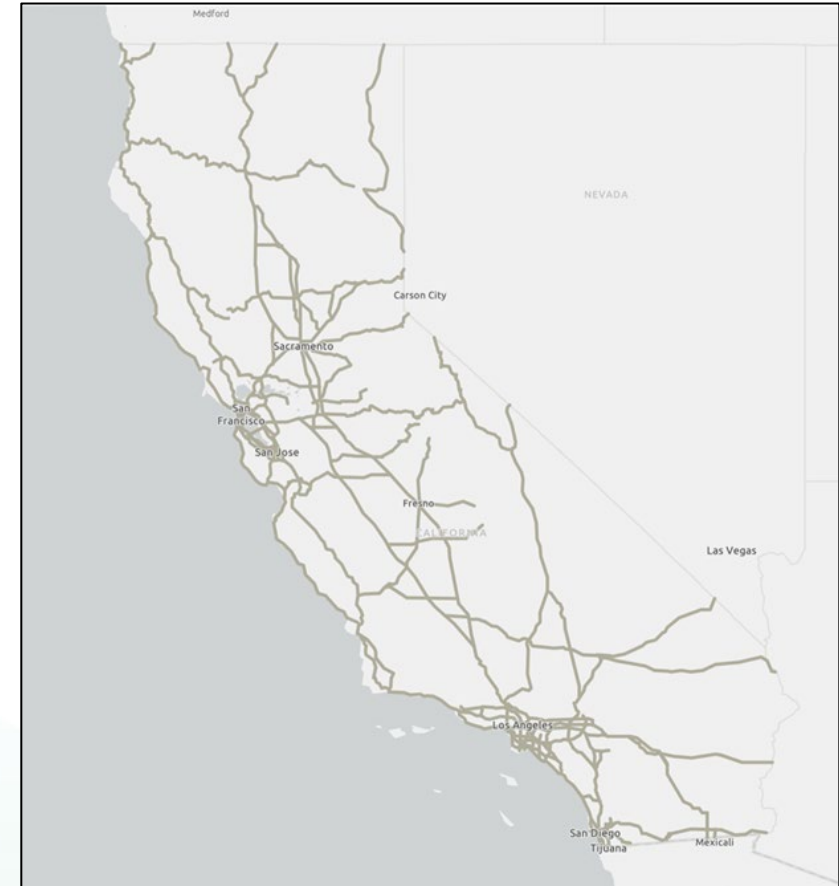 Medford
NEVADA
Carson City
Sacramento
San
Francisco
San Jose
Fresno
CALIFORNIA
Las Vegas
Los Angeles
San Diego
Tijuana
Mexicali